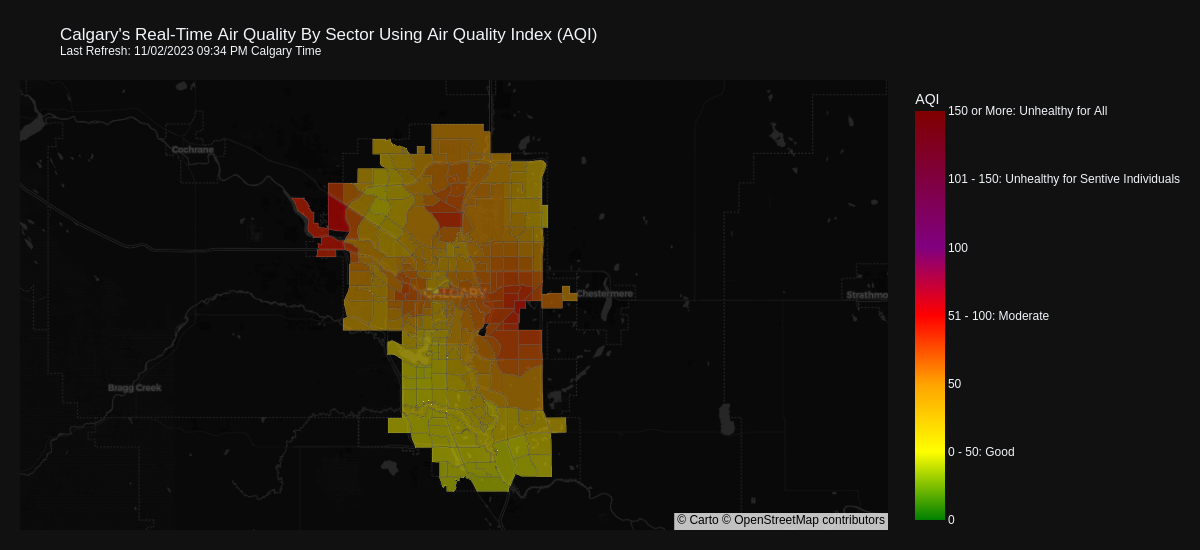 Calgary's Real-Time Air Quality By Sector Using Air Quality Index (AQI)
Last Refresh: 11/02/2023 09:34 PM Calgary Time
AQI
150 or More: Unhealthy for All
Cochrane
101 - 150: Unhealthy for Sentive Individuals
100
CALGARY
Chestermere
Strathmo
51 - 100: Moderate
Bragg Creek
50
0 - 50: Good
0
© Carto © OpenStreetMap contributors